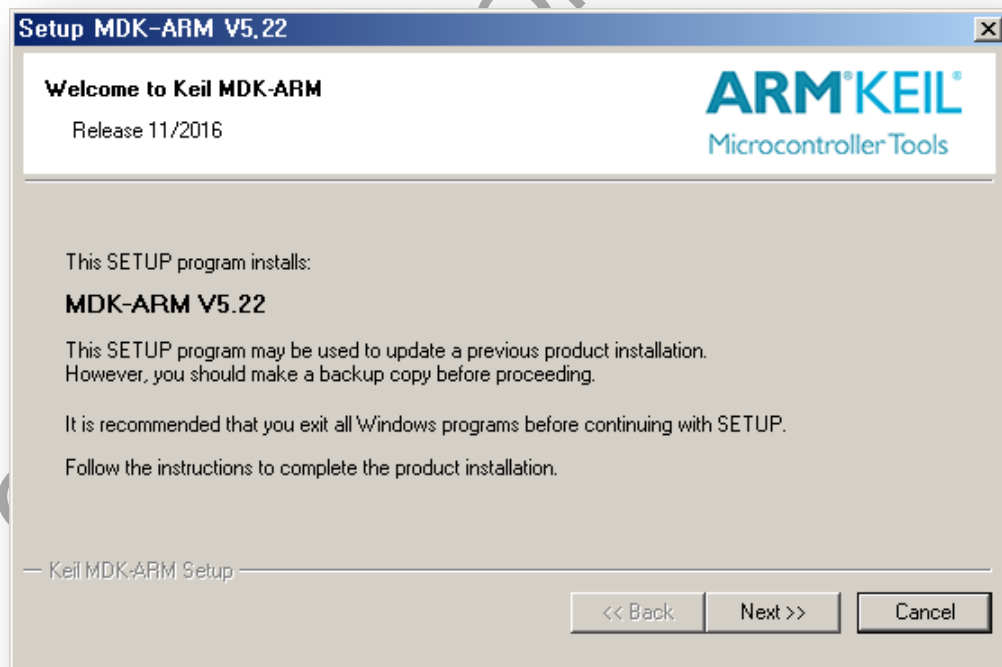 Setup MDK-ARM V5.22
Welcome to Keil MDK-ARM
Release 11/2016
ARM®KEIL®
Microcontroller Tools
This SETUP program installs:
MDK-ARM V5.22
This SETUP program may be used to update a previous product installation.
However, you should make a backup copy before proceeding.
It is recommended that you exit all Windows programs before continuing with SETUP.
Follow the instructions to complete the product installation.
Keil MDK-ARM Setup
<< Back
Next >>
Cancel